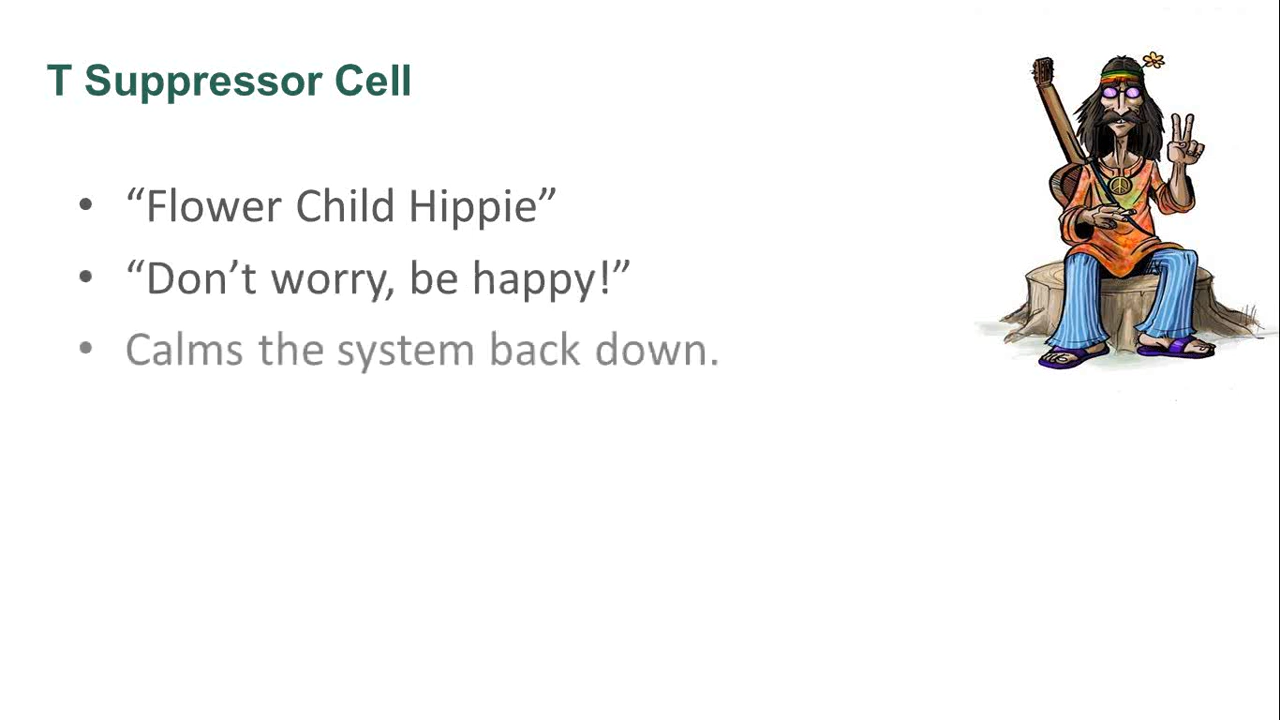 T Suppressor Cell
• “Flower Child Hippie”
• “Don’t worry, be happy!”
• Calms the system back down.